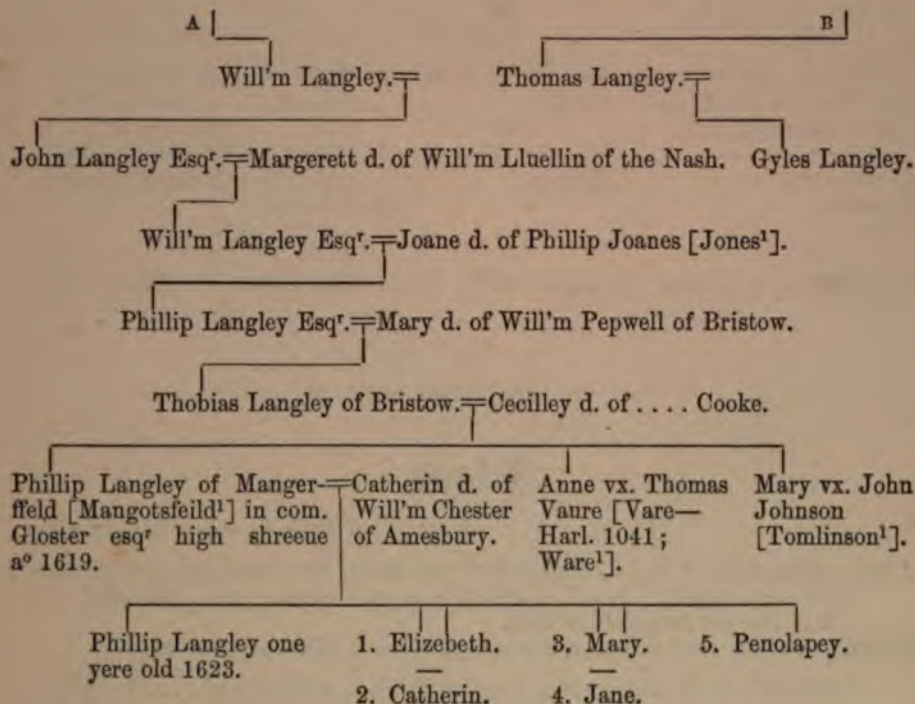 A B
Will'm Langley. Thomas Langley.
John Langley Esqʳ. Margerett d. of Will'm Lluellin of the Nash. Gyles Langley.
Will'm Langley Esqʳ. Joane d. of Phillip Joanes [Jones¹].
Phillip Langley Esqʳ. Mary d. of Will'm Pepwell of Bristow.
Thobias Langley of Bristow. Cecilley d. of .... Cooke.
Phillip Langley of Manger-
ffeld [Mangotsfeild¹] in com.
Gloster esqʳ high shreeue
aᵒ 1619.
Catherin d. of
Will'm Chester
of Amesbury.
Anne vx. Thomas
Vaure [Vare—
Harl. 1041;
Ware¹].
Mary vx. John
Johnson
[Tomlinson¹].
Phillip Langley one
yere old 1623.
1. Elizebeth.
—
2. Catherin.
3. Mary.
—
4. Jane.
5. Penolapey.